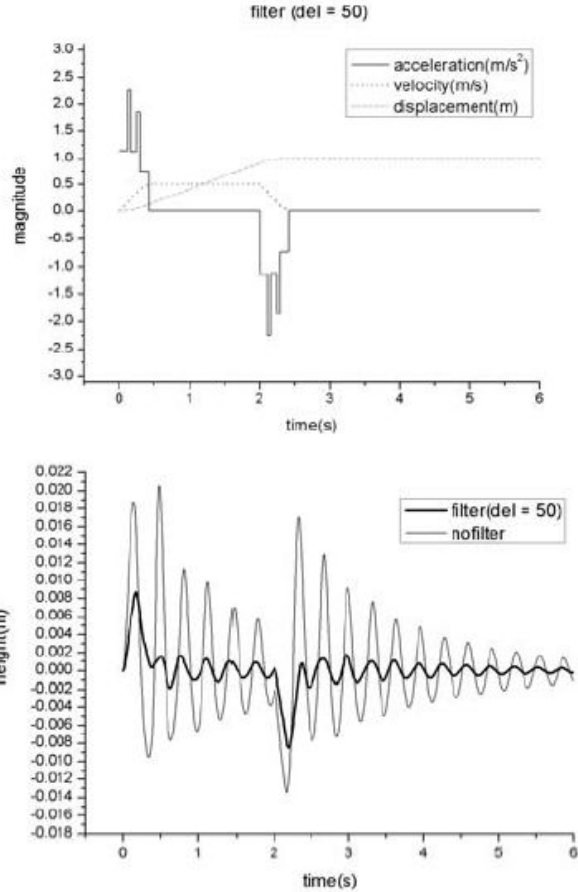 filter (del = 50)
3.0
2.5
2.0
1.5
1.0
0.5
0.0
-0.5
-1.0
-1.5
-2.0
-2.5
-3.0
magnitude
acceleration(m/s²)
velocity(m/s)
displacement(m)
0 1 2 3 4 5 6
time(s)
0.022
0.020
0.018
0.016
0.014
0.012
0.010
0.008
0.006
0.004
0.002
0.000
-0.002
-0.004
-0.006
-0.008
-0.010
-0.012
-0.014
-0.016
-0.018
height(m)
filter(del = 50)
nofilter
0 1 2 3 4 5 6
time(s)